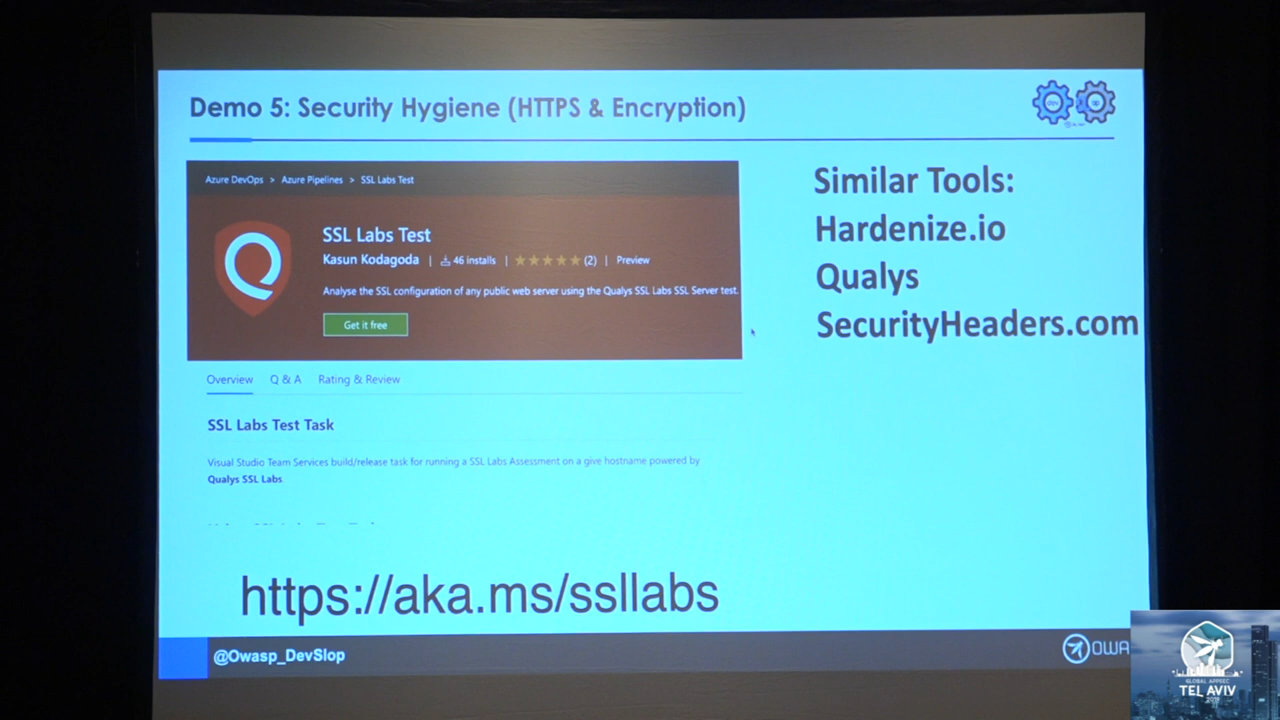 Demo 5: Security Hygiene (HTTPS & Encryption)
Azure DevOps > Azure Pipelines > SSL Labs Test
SSL Labs Test
Kasun Kodagoda | 46 installs | ★★★★★ (2) | Preview
Analyse the SSL configuration of any public web server using the Qualys SSL Labs SSL Server test.
Get it free
Overview Q & A Rating & Review
SSL Labs Test Task
Visual Studio Team Services build/release task for running a SSL Labs Assessment on a give hostname powered by
Qualys SSL Labs
Similar Tools:
Hardenize.io
Qualys
SecurityHeaders.com
https://aka.ms/ssllabs
@Owasp_DevSlop
OWA
GLOBAL APPSEC
TEL AVIV
2019